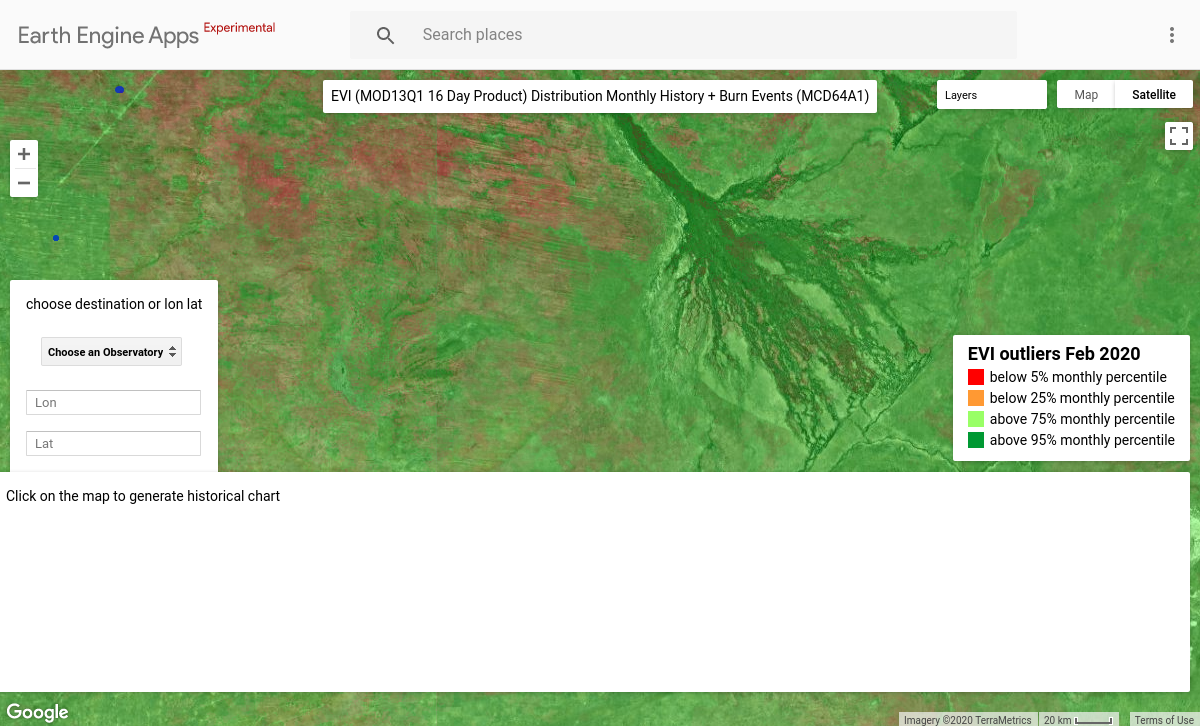 Earth Engine Apps Experimental
Search places
EVI (MOD13Q1 16 Day Product) Distribution Monthly History + Burn Events (MCD64A1)
Layers
Map
Satellite
+
−
choose destination or lon lat
Choose an Observatory
Lon
Lat
EVI outliers Feb 2020
below 5% monthly percentile
below 25% monthly percentile
above 75% monthly percentile
above 95% monthly percentile
Click on the map to generate historical chart
Google
Imagery ©2020 TerraMetrics
20 km
Terms of Use